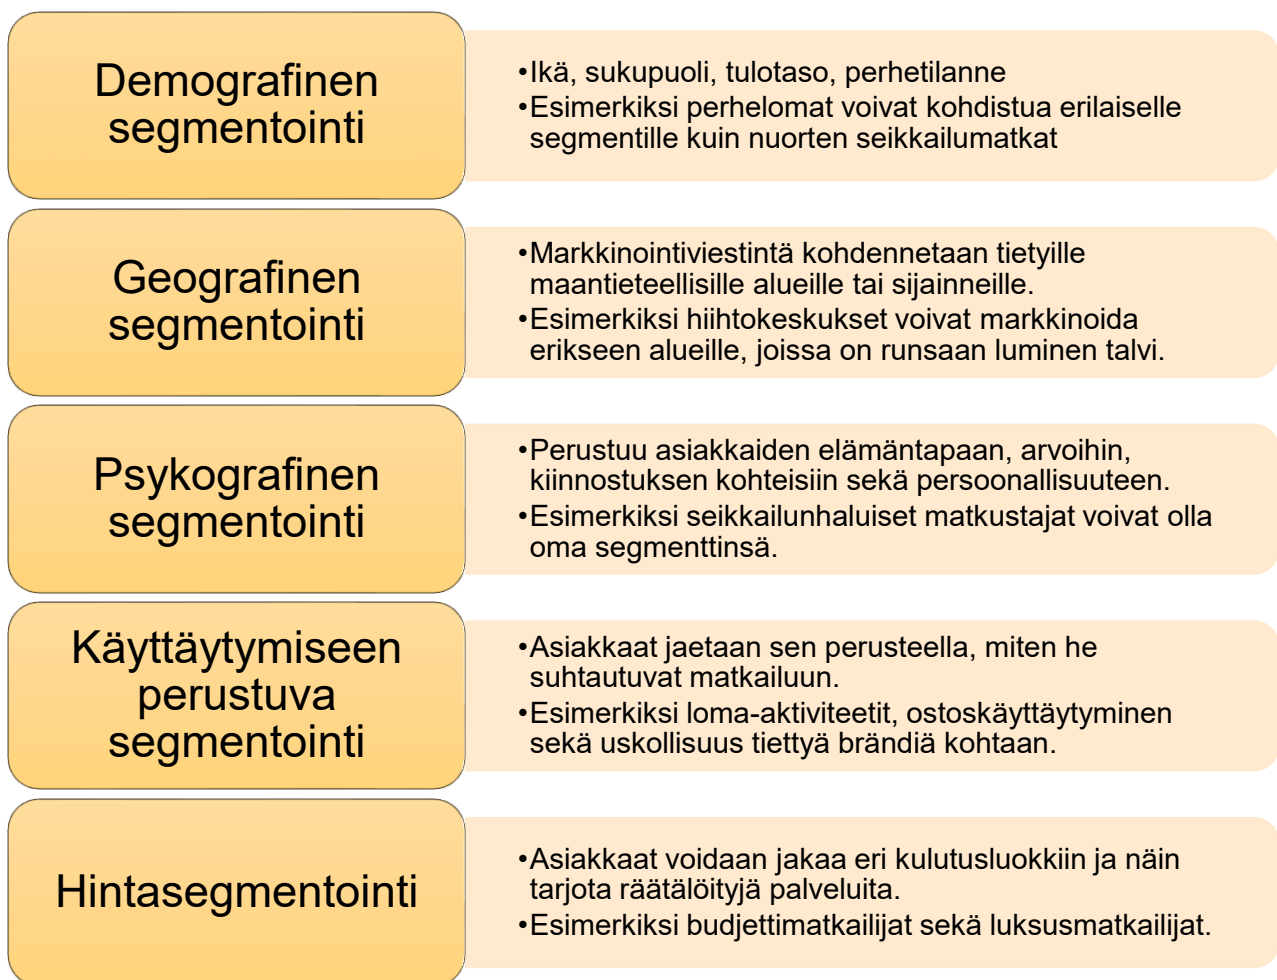 Demografinen
segmentointi
•Ikä, sukupuoli, tulotaso, perhetilanne
•Esimerkiksi perhelomat voivat kohdistua erilaiselle
segmentille kuin nuorten seikkailumatkat
Geografinen
segmentointi
•Markkinointiviestintä kohdennetaan tietyille
maantieteellisille alueille tai sijainneille.
•Esimerkiksi hiihtokeskukset voivat markkinoida
erikseen alueille, joissa on runsaan luminen talvi.
Psykografinen
segmentointi
•Perustuu asiakkaiden elämäntapaan, arvoihin,
kiinnostuksen kohteisiin sekä persoonallisuuteen.
•Esimerkiksi seikkailunhaluiset matkustajat voivat olla
oma segmenttinsä.
Käyttäytymiseen
perustuva
segmentointi
•Asiakkaat jaetaan sen perusteella, miten he
suhtautuvat matkailuun.
•Esimerkiksi loma-aktiviteetit, ostoskäyttäytyminen
sekä uskollisuus tiettyä brändiä kohtaan.
Hintasegmentointi
•Asiakkaat voidaan jakaa eri kulutusluokkiin ja näin
tarjota räätälöityjä palveluita.
•Esimerkiksi budjettimatkailijat sekä luksusmatkailijat.